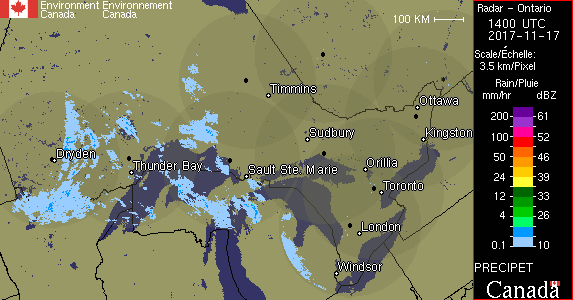 Environment Environnement
Canada Canada
100 KM
Timmins
Ottawa
Sudbury
Kingston
Dryden
Thunder Bay
Sault Ste. Marie
Orillia
Toronto
London
Windsor
Radar - Ontario
1400 UTC
2017-11-17
Scale/Échelle:
3.5 km/Pixel
Rain/Pluie
mm/hr dBZ
200 61
100 52
50 46
24 39
12 33
4 26
0.1 10
PRECIPET
Canada